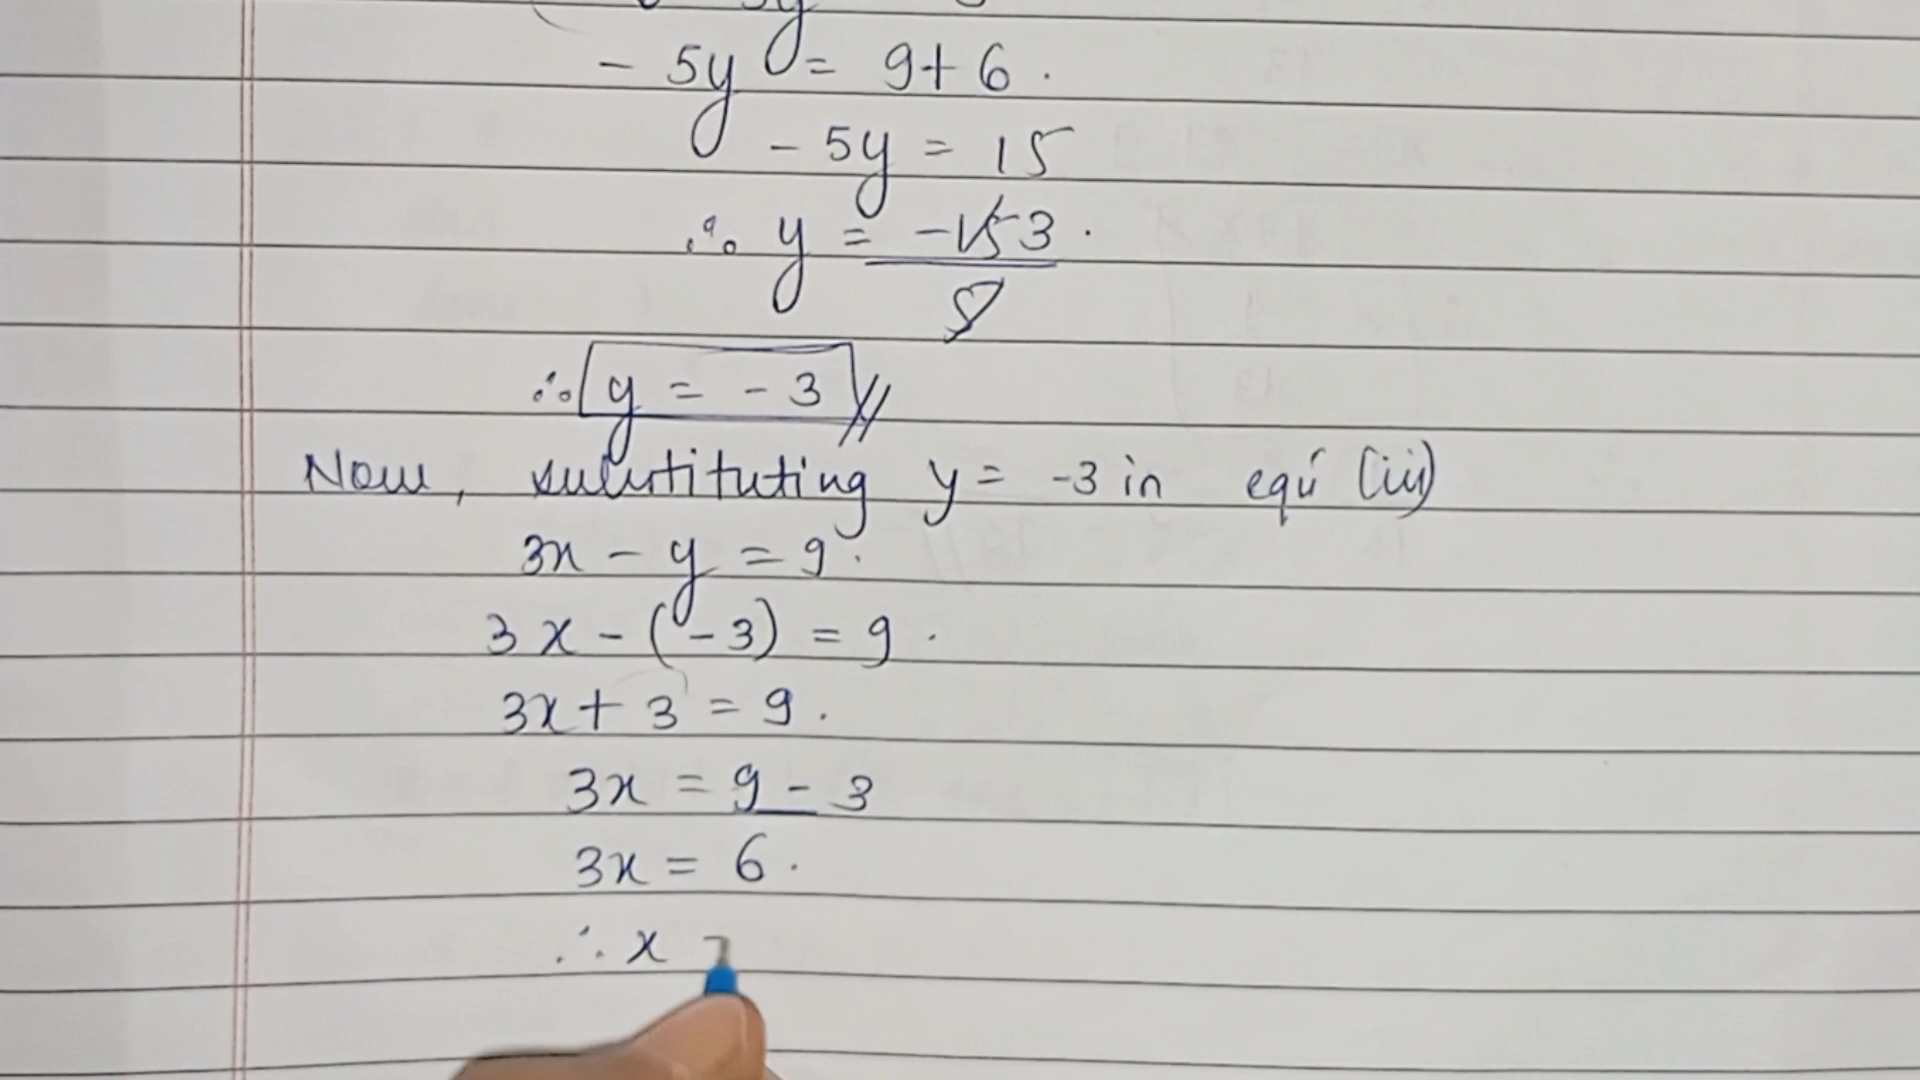 - 5y = 9+6.
- 5y = 15
∴ y = -15 3.
5
∴ y = - 3 //
Now, substituting y = -3 in equ (iii)
3x - y = 9.
3x - (-3) = 9.
3x + 3 = 9.
3x = 9 - 3
3x = 6.
∴ x